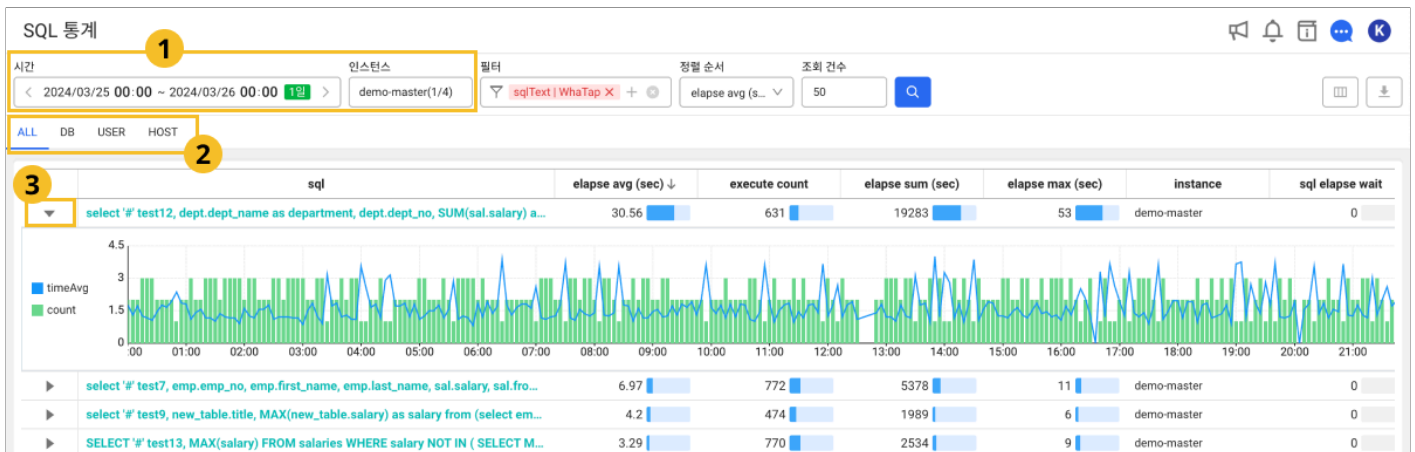 SQL 통계
K
1
시간 인스턴스 필터 정렬 순서 조회 건수
2024/03/25 00:00 ~ 2024/03/26 00:00 1일 demo-master(1/4) sqlText | WhaTap × + elapse avg (s... 50
ALL DB USER HOST
2
3
sql elapse avg (sec) ↓ execute count elapse sum (sec) elapse max (sec) instance sql elapse wait
select '#' test12, dept.dept_name as department, dept.dept_no, SUM(sal.salary) a... 30.56 631 19283 53 demo-master 0
4.5
3
1.5
0
timeAvg
count
:00 01:00 02:00 03:00 04:00 05:00 06:00 07:00 08:00 09:00 10:00 11:00 12:00 13:00 14:00 15:00 16:00 17:00 18:00 19:00 20:00 21:00
select '#' test7, emp.emp_no, emp.first_name, emp.last_name, sal.salary, sal.fro... 6.97 772 5378 11 demo-master 0
select '#' test9, new_table.title, MAX(new_table.salary) as salary from (select em... 4.2 474 1989 6 demo-master 0
SELECT '#' test13, MAX(salary) FROM salaries WHERE salary NOT IN ( SELECT M... 3.29 770 2534 9 demo-master 0